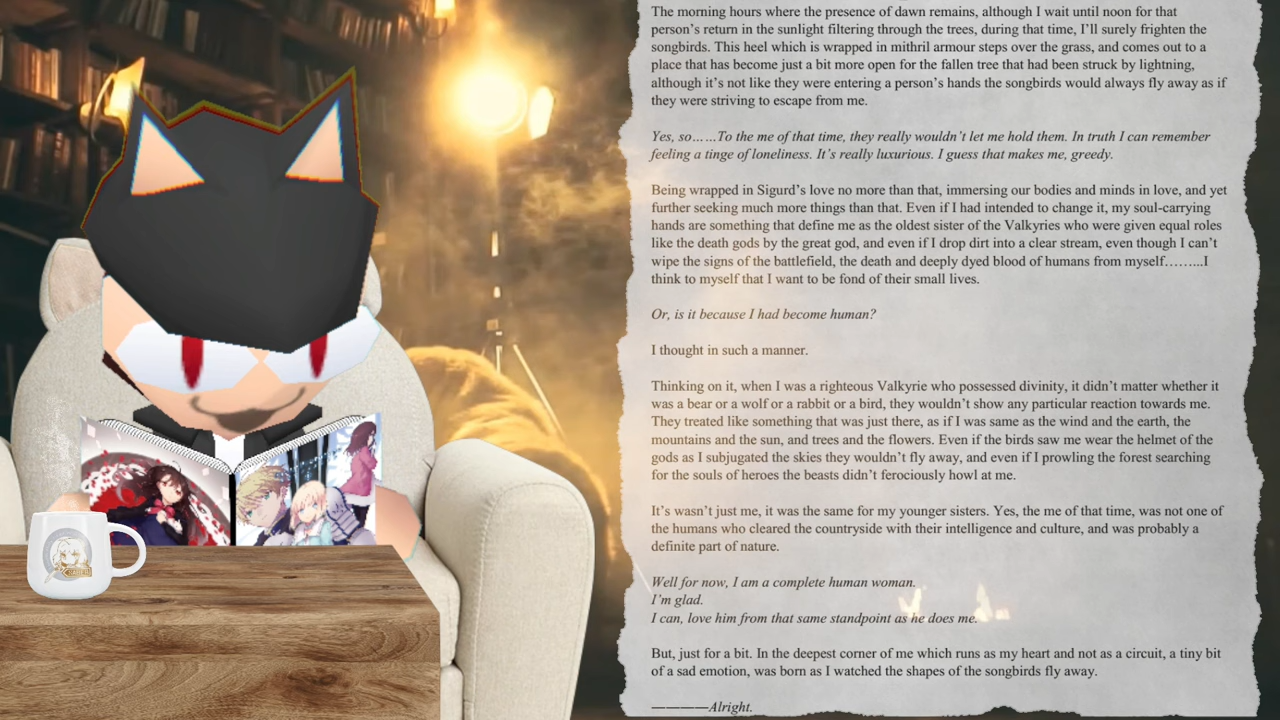 The morning hours where the presence of dawn remains, although I wait until noon for that
person's return in the sunlight filtering through the trees, during that time, I'll surely frighten the
songbirds. This heel which is wrapped in mithril armour steps over the grass, and comes out to a
place that has become just a bit more open for the fallen tree that had been struck by lightning,
although it's not like they were entering a person's hands the songbirds would always fly away as if
they were striving to escape from me.
Yes, so……To the me of that time, they really wouldn't let me hold them. In truth I can remember
feeling a tinge of loneliness. It's really luxurious. I guess that makes me, greedy.
Being wrapped in Sigurd's love no more than that, immersing our bodies and minds in love, and yet
further seeking much more things than that. Even if I had intended to change it, my soul-carrying
hands are something that define me as the oldest sister of the Valkyries who were given equal roles
like the death gods by the great god, and even if I drop dirt into a clear stream, even though I can't
wipe the signs of the battlefield, the death and deeply dyed blood of humans from myself……...I
think to myself that I want to be fond of their small lives.
Or, is it because I had become human?
I thought in such a manner.
Thinking on it, when I was a righteous Valkyrie who possessed divinity, it didn't matter whether it
was a bear or a wolf or a rabbit or a bird, they wouldn't show any particular reaction towards me.
They treated like something that was just there, as if I was same as the wind and the earth, the
mountains and the sun, and trees and the flowers. Even if the birds saw me wear the helmet of the
gods as I subjugated the skies they wouldn't fly away, and even if I prowling the forest searching
for the souls of heroes the beasts didn't ferociously howl at me.
It's wasn't just me, it was the same for my younger sisters. Yes, the me of that time, was not one of
the humans who cleared the countryside with their intelligence and culture, and was probably a
definite part of nature.
Well for now, I am a complete human woman.
I'm glad.
I can, love him from that same standpoint as he does me.
But, just for a bit. In the deepest corner of me which runs as my heart and not as a circuit, a tiny bit
of a sad emotion, was born as I watched the shapes of the songbirds fly away.
————Alright.